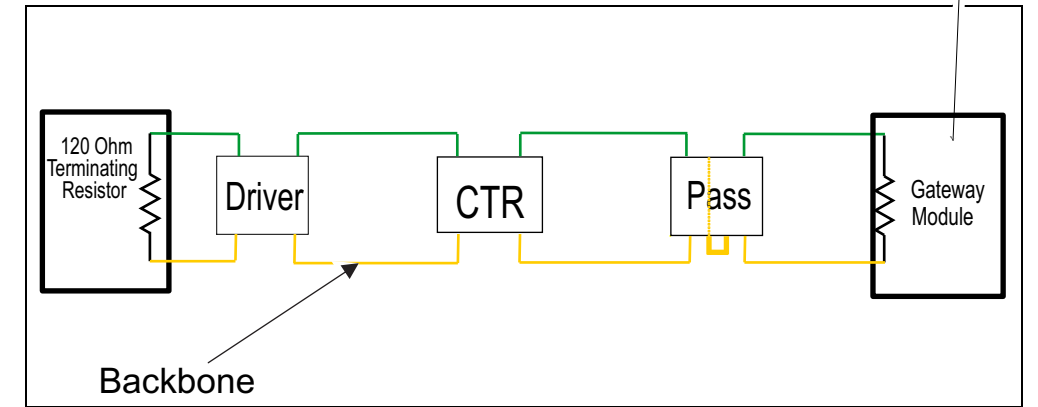 120 Ohm
Terminating
Resistor
Driver
CTR
Pass
Gateway
Module
Backbone